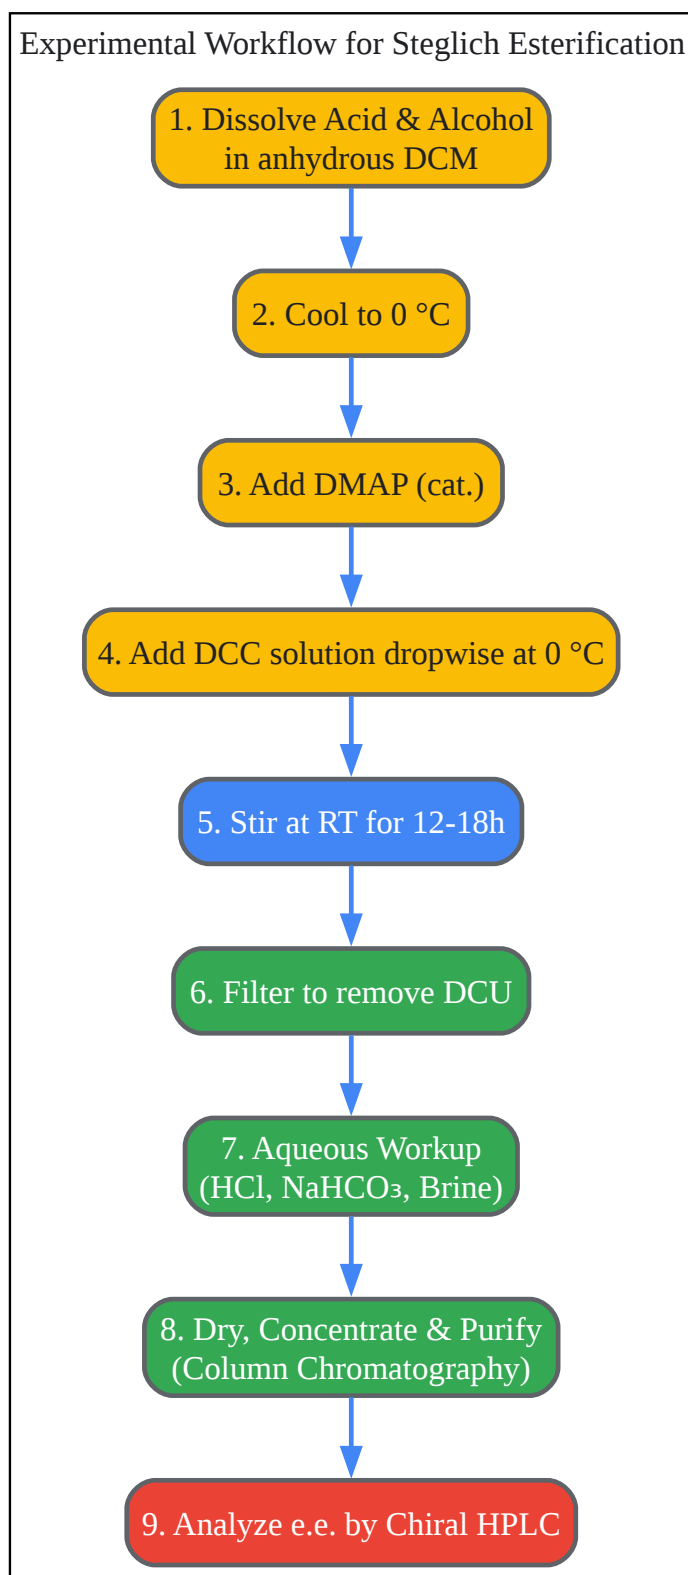 Experimental Workflow for Steglich Esterification
1. Dissolve Acid & Alcohol
in anhydrous DCM
2. Cool to 0 °C
3. Add DMAP (cat.)
4. Add DCC solution dropwise at 0 °C
5. Stir at RT for 12-18h
6. Filter to remove DCU
7. Aqueous Workup
(HCl, NaHCO₃, Brine)
8. Dry, Concentrate & Purify
(Column Chromatography)
9. Analyze e.e. by Chiral HPLC